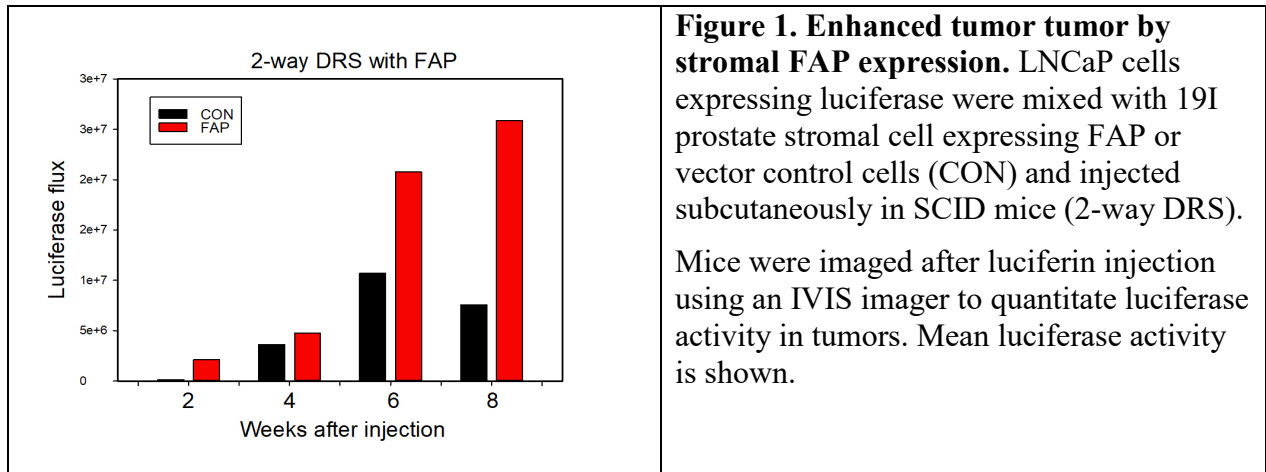 2-way DRS with FAP
3e+7
3e+7
2e+7
2e+7
1e+7
5e+6
0
CON
FAP
Luciferase flux
2
4
6
8
Weeks after injection
Figure 1. Enhanced tumor tumor by
stromal FAP expression. LNCaP cells
expressing luciferase were mixed with 19I
prostate stromal cell expressing FAP or
vector control cells (CON) and injected
subcutaneously in SCID mice (2-way DRS).
Mice were imaged after luciferin injection
using an IVIS imager to quantitate luciferase
activity in tumors. Mean luciferase activity
is shown.